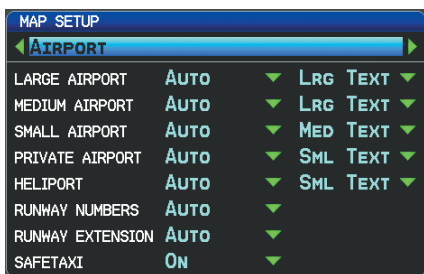 MAP SETUP
AIRPORT
LARGE AIRPORT AUTO LRG TEXT
MEDIUM AIRPORT AUTO LRG TEXT
SMALL AIRPORT AUTO MED TEXT
PRIVATE AIRPORT AUTO SML TEXT
HELIPORT AUTO SML TEXT
RUNWAY NUMBERS AUTO
RUNWAY EXTENSION AUTO
SAFETAXI ON